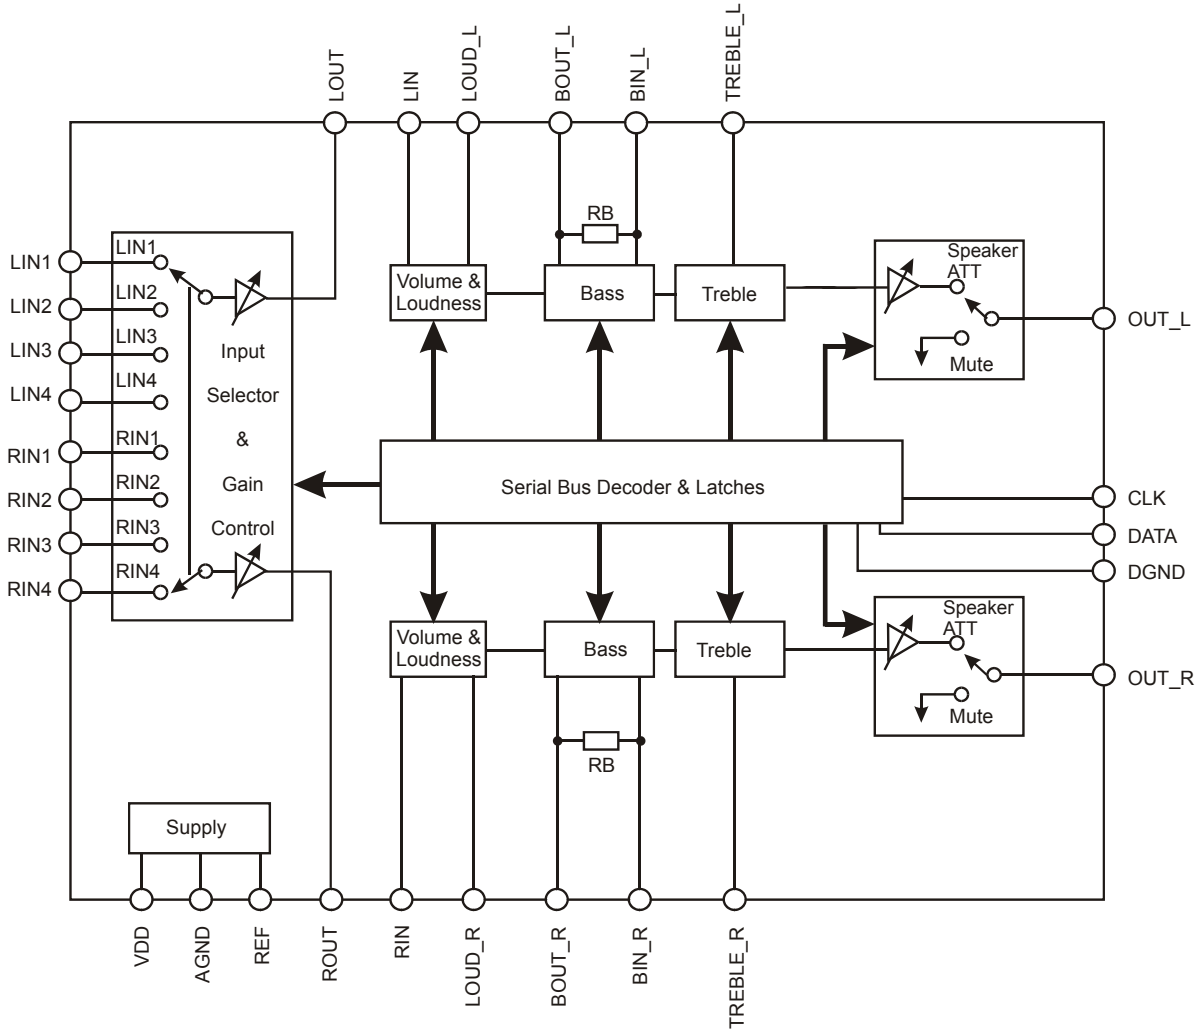 LOUT
LIN
LOUD_L
BOUT_L
BIN_L
TREBLE_L
RB
LIN1
LIN1
LIN2
LIN2
LIN3
LIN3
LIN4
LIN4
RIN1
RIN1
RIN2
RIN2
RIN3
RIN3
RIN4
RIN4
Input
Selector
&
Gain
Control
Volume &
Loudness
Bass
Treble
Speaker
ATT
Mute
OUT_L
Serial Bus Decoder & Latches
CLK
DATA
DGND
Volume &
Loudness
Bass
Treble
Speaker
ATT
Mute
OUT_R
RB
Supply
VDD
AGND
REF
ROUT
RIN
LOUD_R
BOUT_R
BIN_R
TREBLE_R